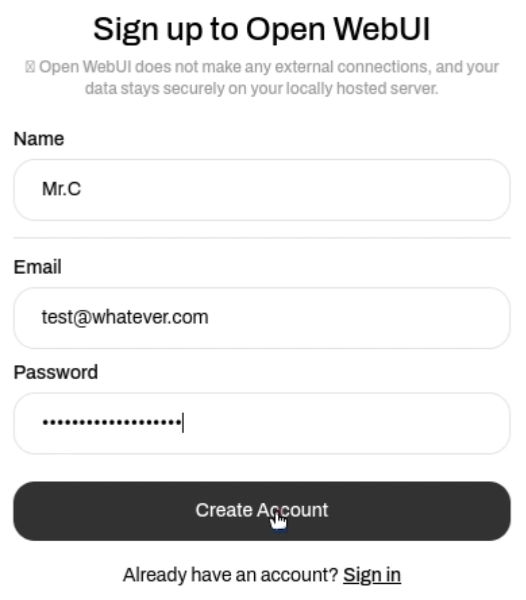 Sign up to Open WebUI
Open WebUI does not make any external connections, and your
data stays securely on your locally hosted server.
Name
Mr.C
Email
test@whatever.com
Password
•••••••••••••••••••
Create Account
Already have an account? Sign in